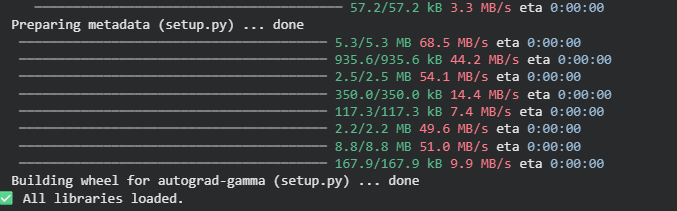 57.2/57.2 kB 3.3 MB/s eta 0:00:00
Preparing metadata (setup.py) ... done
5.3/5.3 MB 68.5 MB/s eta 0:00:00
935.6/935.6 kB 44.2 MB/s eta 0:00:00
2.5/2.5 MB 54.1 MB/s eta 0:00:00
350.0/350.0 kB 14.4 MB/s eta 0:00:00
117.3/117.3 kB 7.4 MB/s eta 0:00:00
2.2/2.2 MB 49.6 MB/s eta 0:00:00
8.8/8.8 MB 51.0 MB/s eta 0:00:00
167.9/167.9 kB 9.9 MB/s eta 0:00:00
Building wheel for autograd-gamma (setup.py) ... done
✅ All libraries loaded.